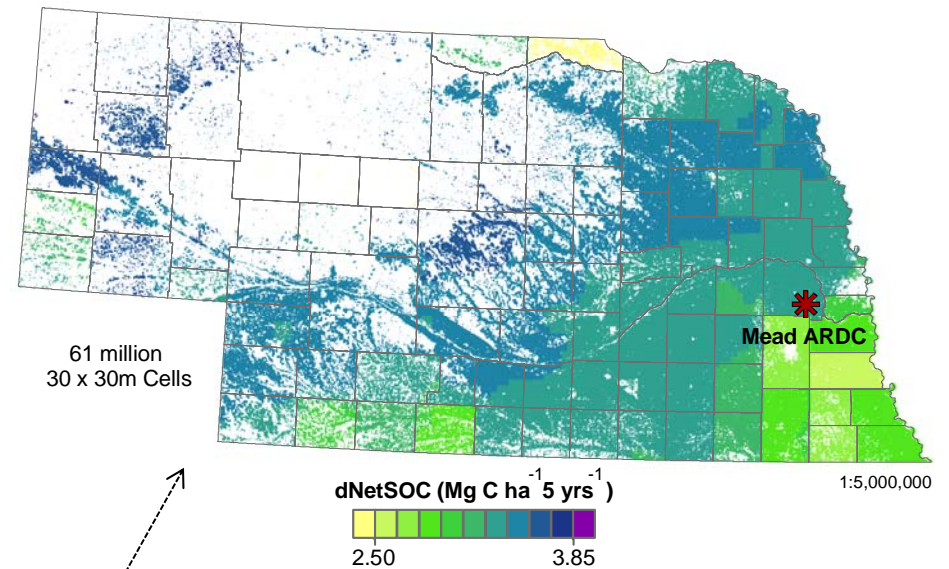 Mead ARDC
61 million
30 x 30m Cells
1:5,000,000
dNetSOC (Mg C ha⁻¹ 5 yrs⁻¹)
2.50 3.85